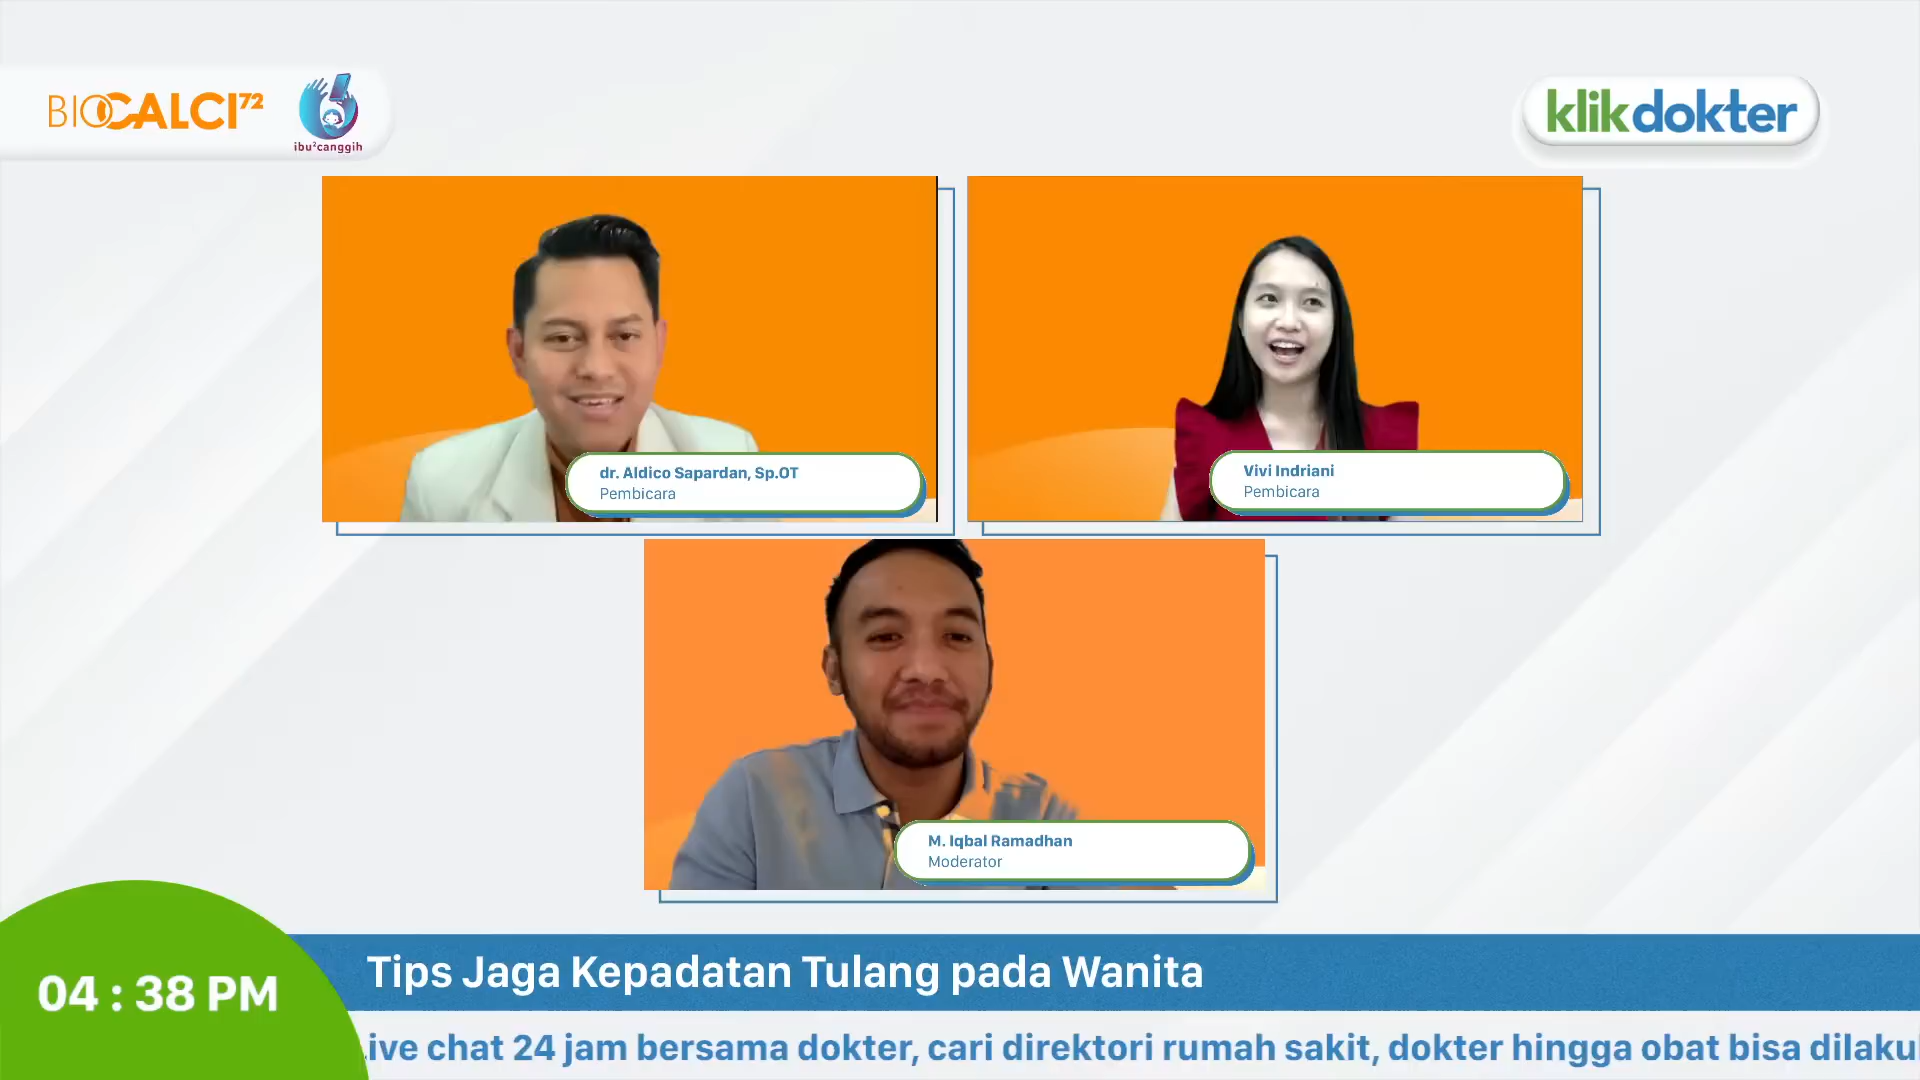 BIOCALCI72
ibu²canggih
klikdokter
dr. Aldico Sapardan, Sp.OT
Pembicara
Vivi Indriani
Pembicara
M. Iqbal Ramadhan
Moderator
04 : 38 PM
Tips Jaga Kepadatan Tulang pada Wanita
ive chat 24 jam bersama dokter, cari direktori rumah sakit, dokter hingga obat bisa dilaku